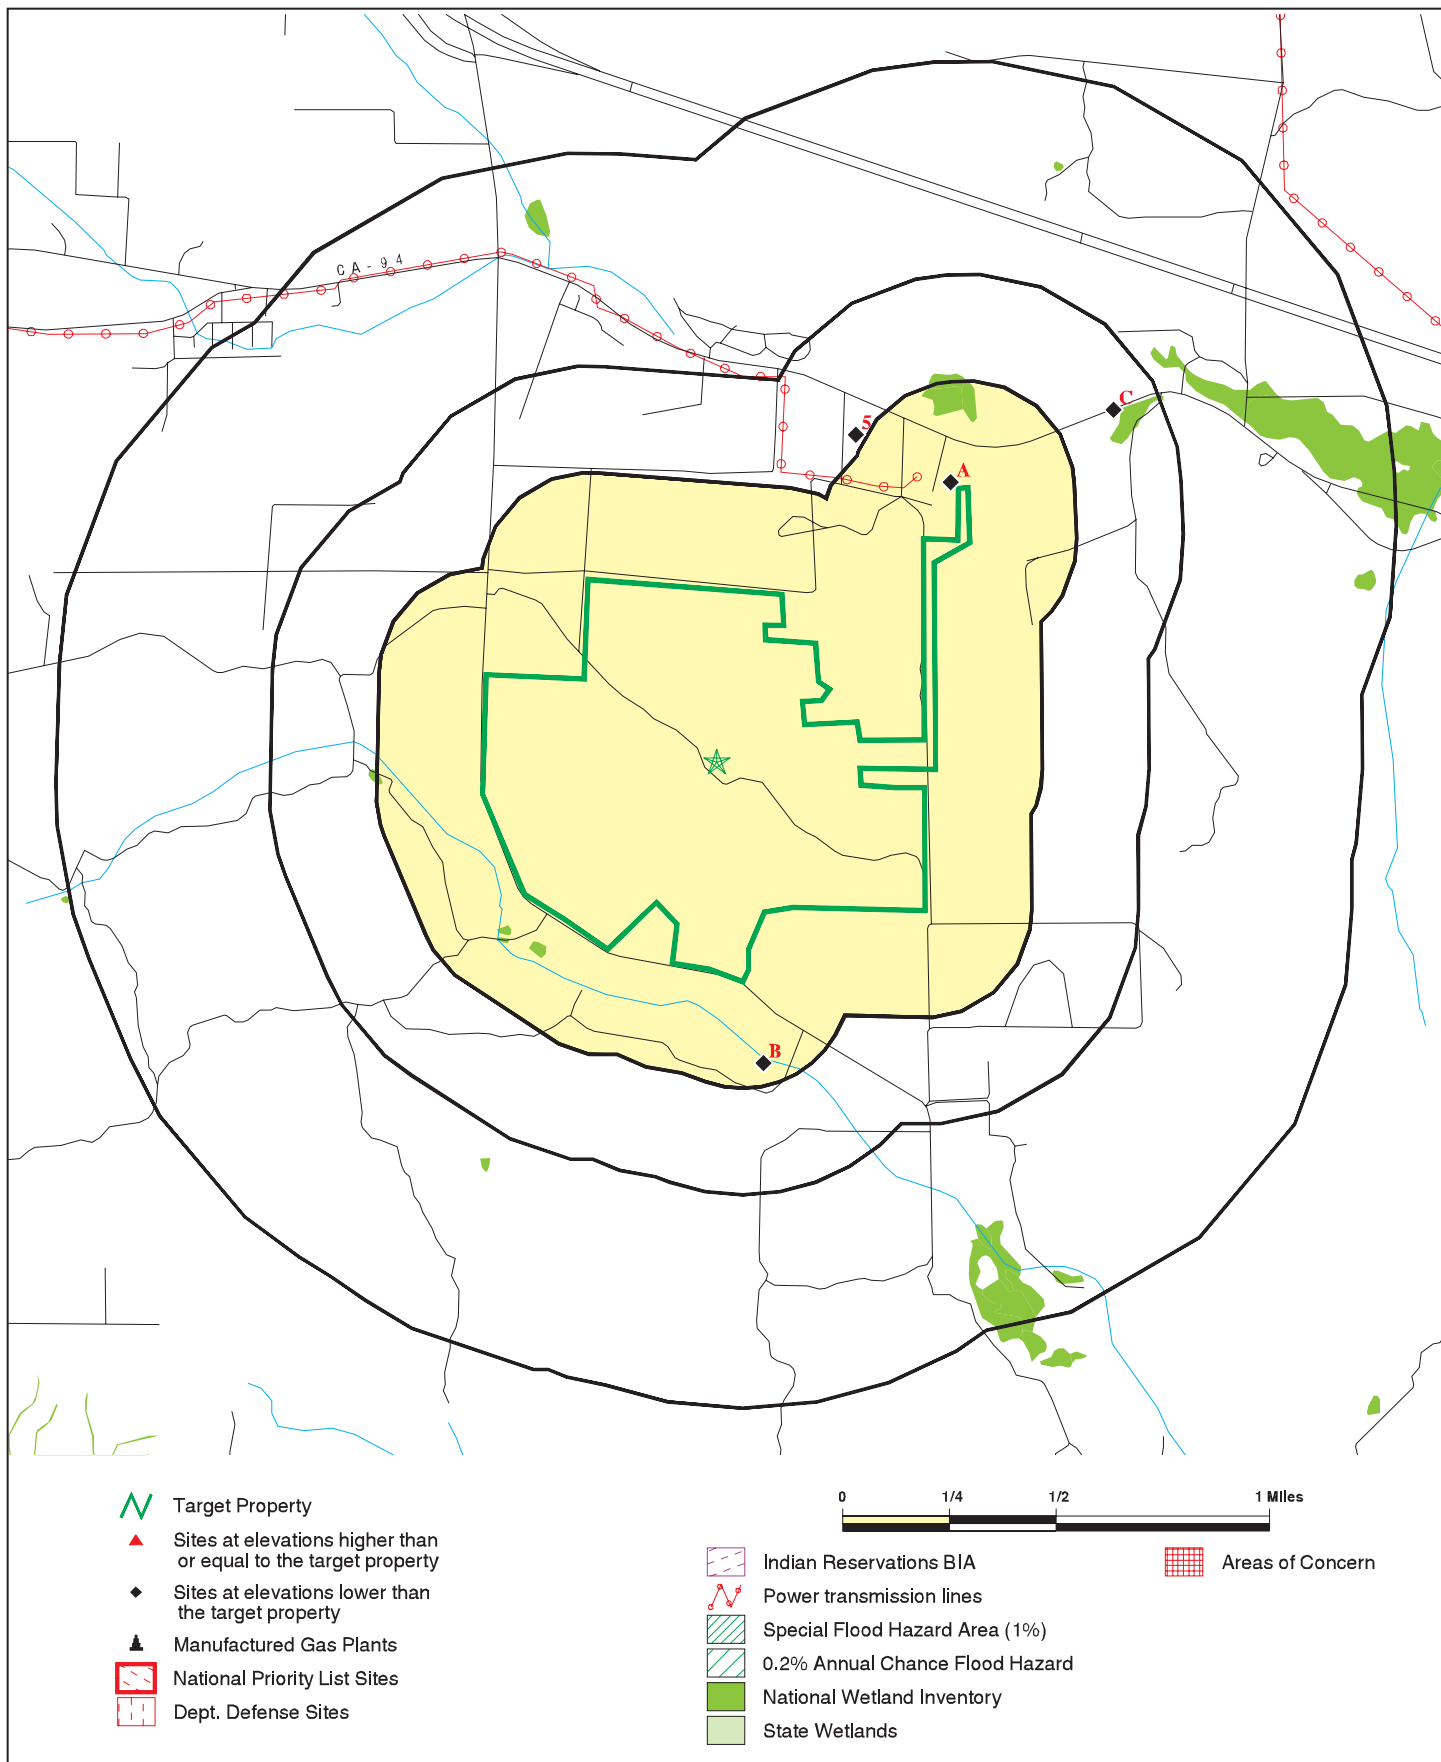 CA-94
5
C
A
B
0 1/4 1/2 1 Miles
Target Property
Sites at elevations higher than
or equal to the target property
Sites at elevations lower than
the target property
Manufactured Gas Plants
National Priority List Sites
Dept. Defense Sites
Indian Reservations BIA
Power transmission lines
Special Flood Hazard Area (1%)
0.2% Annual Chance Flood Hazard
National Wetland Inventory
State Wetlands
Areas of Concern